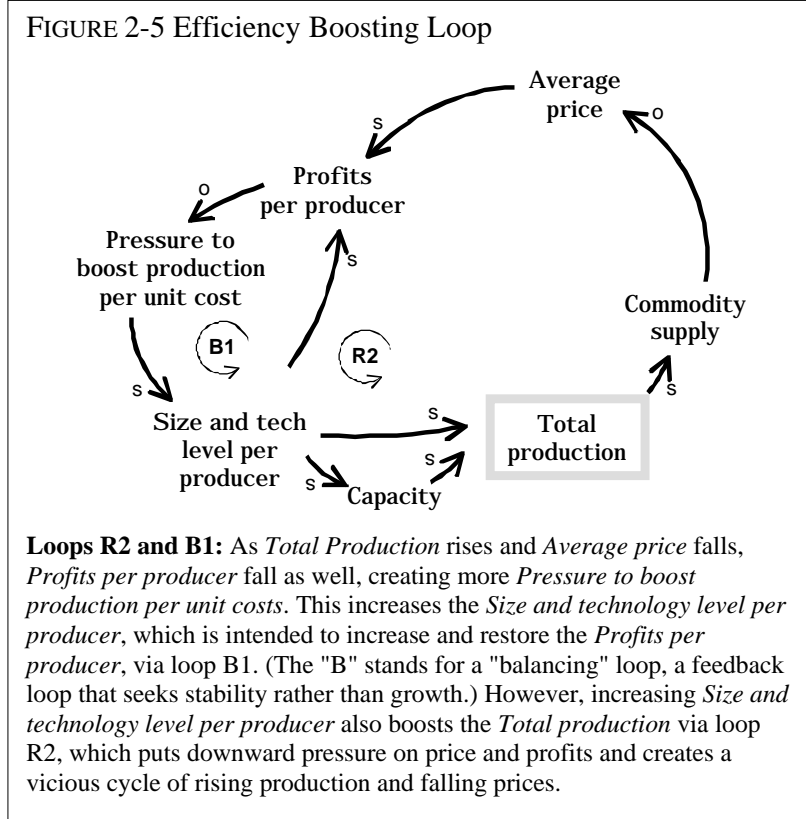 FIGURE 2-5 Efficiency Boosting Loop
Average
price
s
o
Profits
per producer
o
s
Pressure to
boost production
per unit cost
Commodity
supply
B1
R2
s
s
Size and tech
level per
producer
s
Total
production
s
s
Capacity
Loops R2 and B1: As Total Production rises and Average price falls,
Profits per producer fall as well, creating more Pressure to boost
production per unit costs. This increases the Size and technology level per
producer, which is intended to increase and restore the Profits per
producer, via loop B1. (The "B" stands for a "balancing" loop, a feedback
loop that seeks stability rather than growth.) However, increasing Size and
technology level per producer also boosts the Total production via loop
R2, which puts downward pressure on price and profits and creates a
vicious cycle of rising production and falling prices.